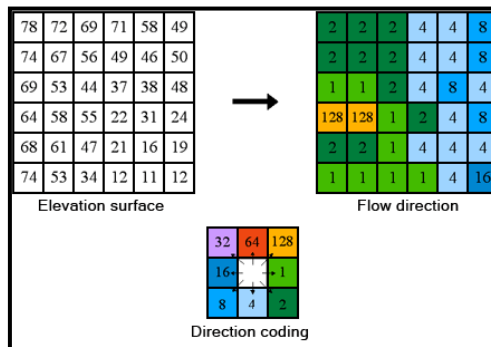 78 72 69 71 58 49 2 2 2 4 4 8
74 67 56 49 46 50 2 2 2 4 4 8
69 53 44 37 38 48 1 1 2 4 8 4
64 58 55 22 31 24 128 128 1 2 4 8
68 61 47 21 16 19 2 2 1 4 4 4
74 53 34 12 11 12 1 1 1 1 4 16
Elevation surface Flow direction
32 64 128
16 1
8 4 2
Direction coding